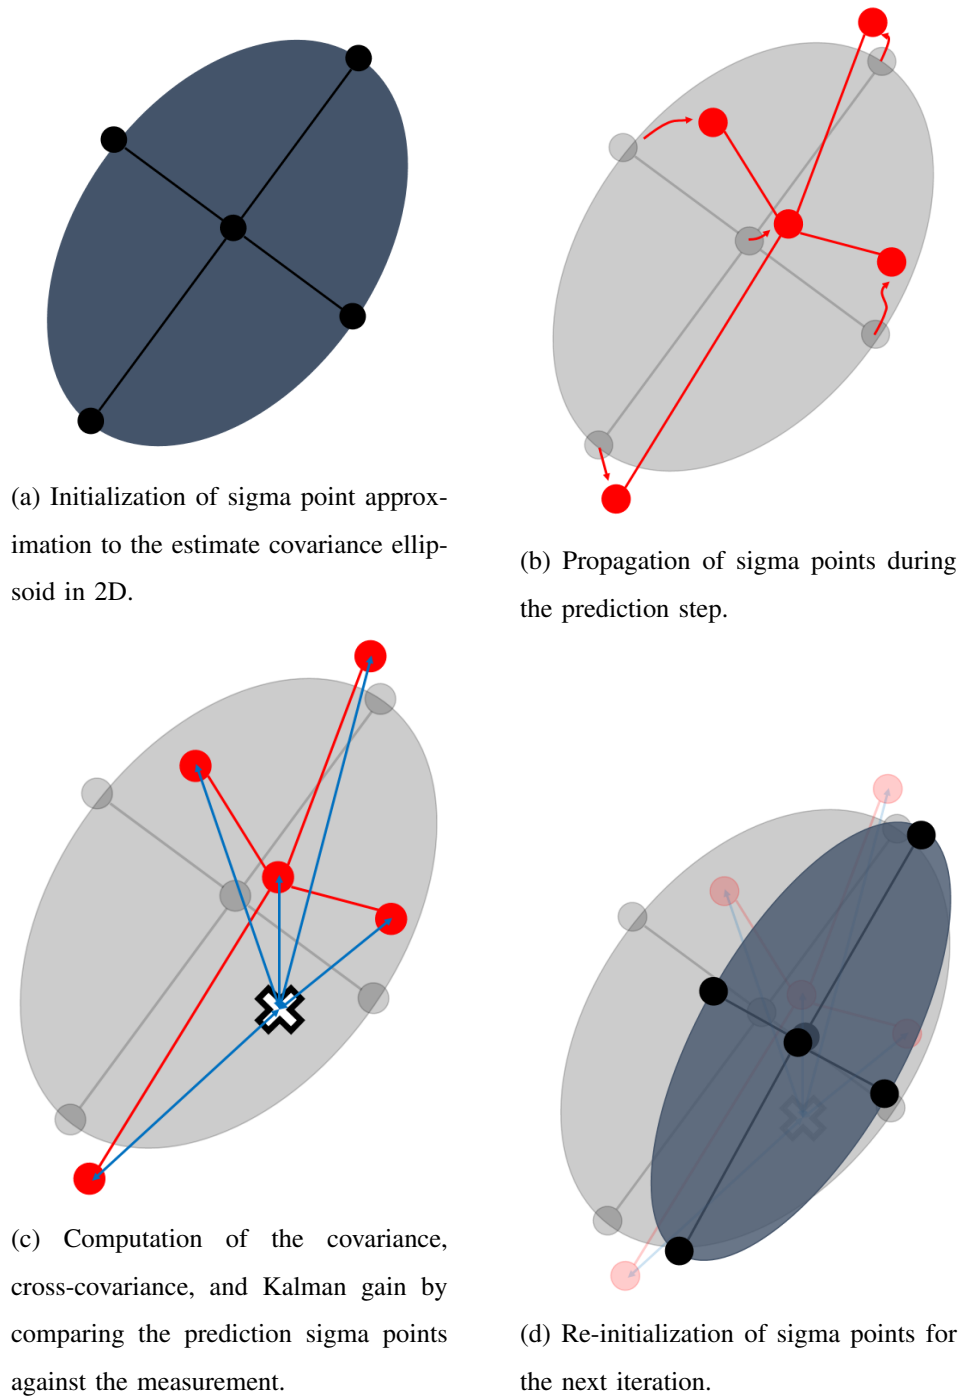 (a) Initialization of sigma point approx-
imation to the estimate covariance ellip-
soid in 2D.
(b) Propagation of sigma points during
the prediction step.
(c) Computation of the covariance,
cross-covariance, and Kalman gain by
comparing the prediction sigma points
against the measurement.
(d) Re-initialization of sigma points for
the next iteration.